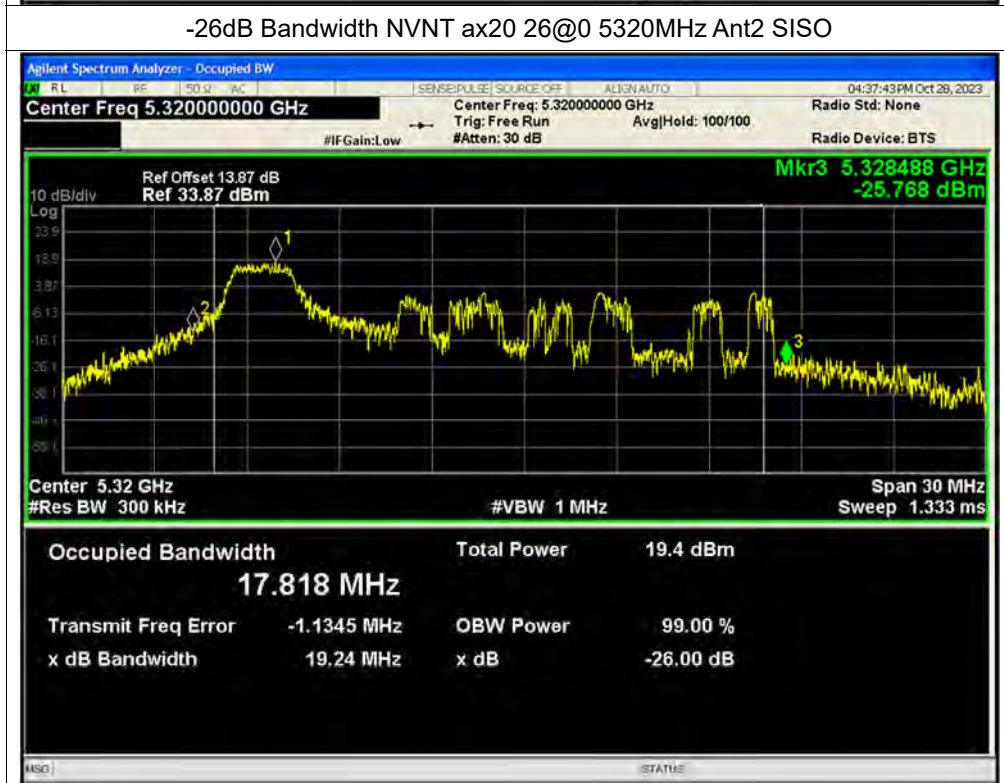 -26dB Bandwidth NVNT ax20 26@0 5320MHz Ant2 SISO
Agilent Spectrum Analyzer - Occupied BW
RL RF 50 Ω AC SENSE:PULSE SOURCE OFF ALIGN AUTO 04:37:43 PM Oct 28, 2023
Center Freq 5.320000000 GHz
Center Freq: 5.320000000 GHz
Radio Std: None
Trig: Free Run Avg|Hold: 100/100
#IFGain:Low #Atten: 30 dB Radio Device: BTS
Mkr3 5.328488 GHz
-25.768 dBm
Ref Offset 13.87 dB
10 dB/div Ref 33.87 dBm
Log
23.9
13.9
3.87
-6.13
-16.1
-26.1
1
2
3
Center 5.32 GHz Span 30 MHz
#Res BW 300 kHz #VBW 1 MHz Sweep 1.333 ms
Occupied Bandwidth Total Power 19.4 dBm
17.818 MHz
Transmit Freq Error -1.1345 MHz OBW Power 99.00 %
x dB Bandwidth 19.24 MHz x dB -26.00 dB
MSG STATUS